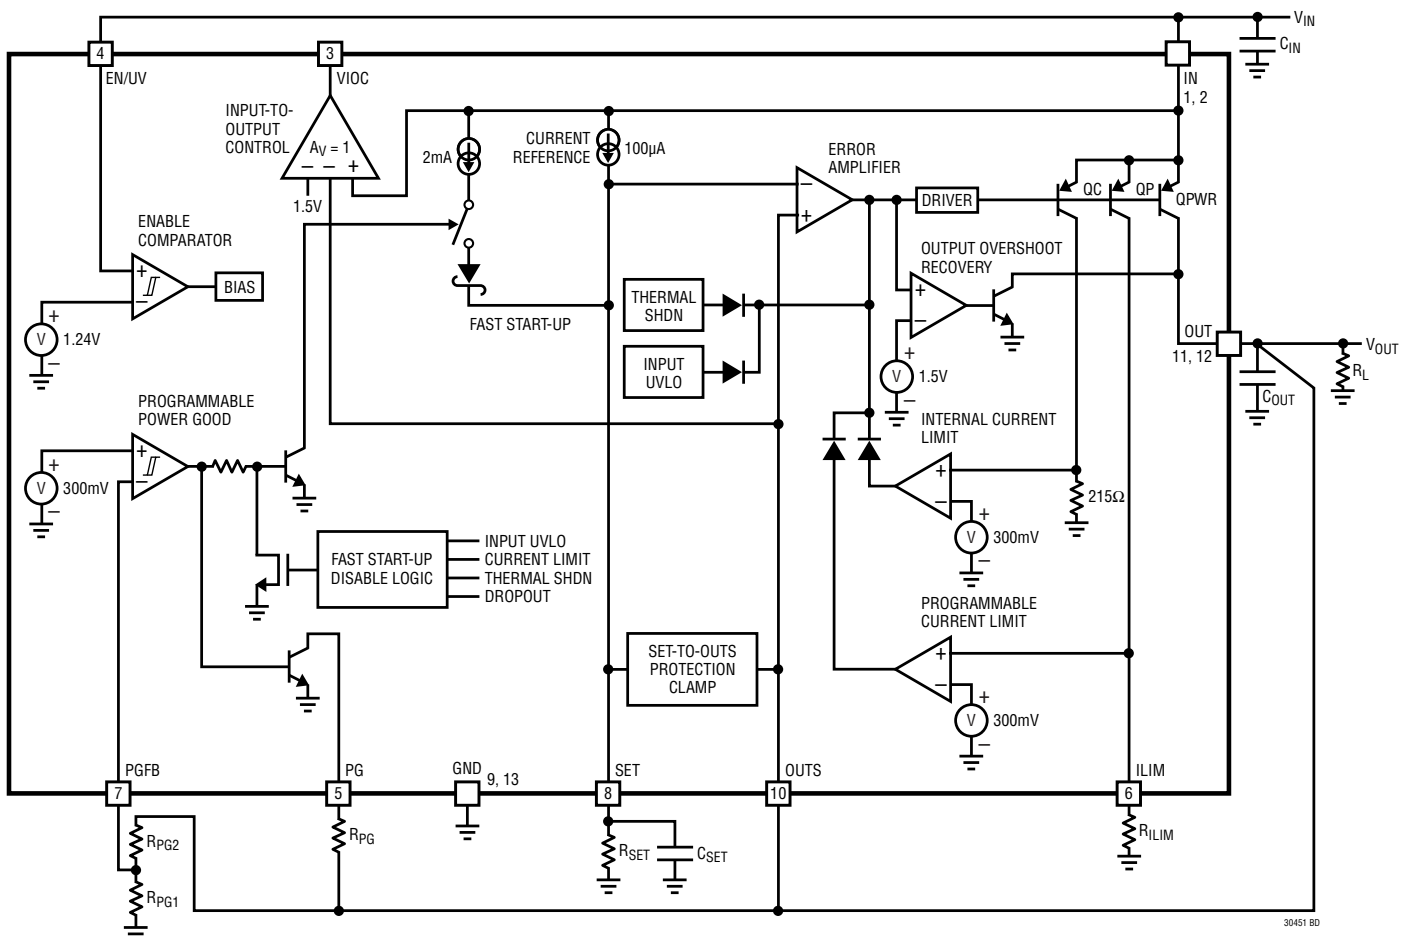 VIN
CIN
4
EN/UV
3
VIOC
IN
1, 2
INPUT-TO-
OUTPUT
CONTROL
AV = 1
– – +
1.5V
2mA
CURRENT
REFERENCE
100µA
ERROR
AMPLIFIER
–
+
DRIVER
QC
QP
QPWR
ENABLE
COMPARATOR
+
–
BIAS
+
V
–
1.24V
FAST START-UP
THERMAL
SHDN
INPUT
UVLO
OUTPUT OVERSHOOT
RECOVERY
+
–
+
V
–
1.5V
OUT
11, 12
VOUT
COUT
RL
PROGRAMMABLE
POWER GOOD
+
–
+
V
–
300mV
INTERNAL CURRENT
LIMIT
+
–
215Ω
+
V
–
300mV
FAST START-UP
DISABLE LOGIC
INPUT UVLO
CURRENT LIMIT
THERMAL SHDN
DROPOUT
PROGRAMMABLE
CURRENT LIMIT
+
–
+
V
–
300mV
SET-TO-OUTS
PROTECTION
CLAMP
PGFB
7
PG
5
GND
9, 13
SET
8
OUTS
10
ILIM
6
RPG2
RPG1
RPG
RSET
CSET
RILIM
30451 BD